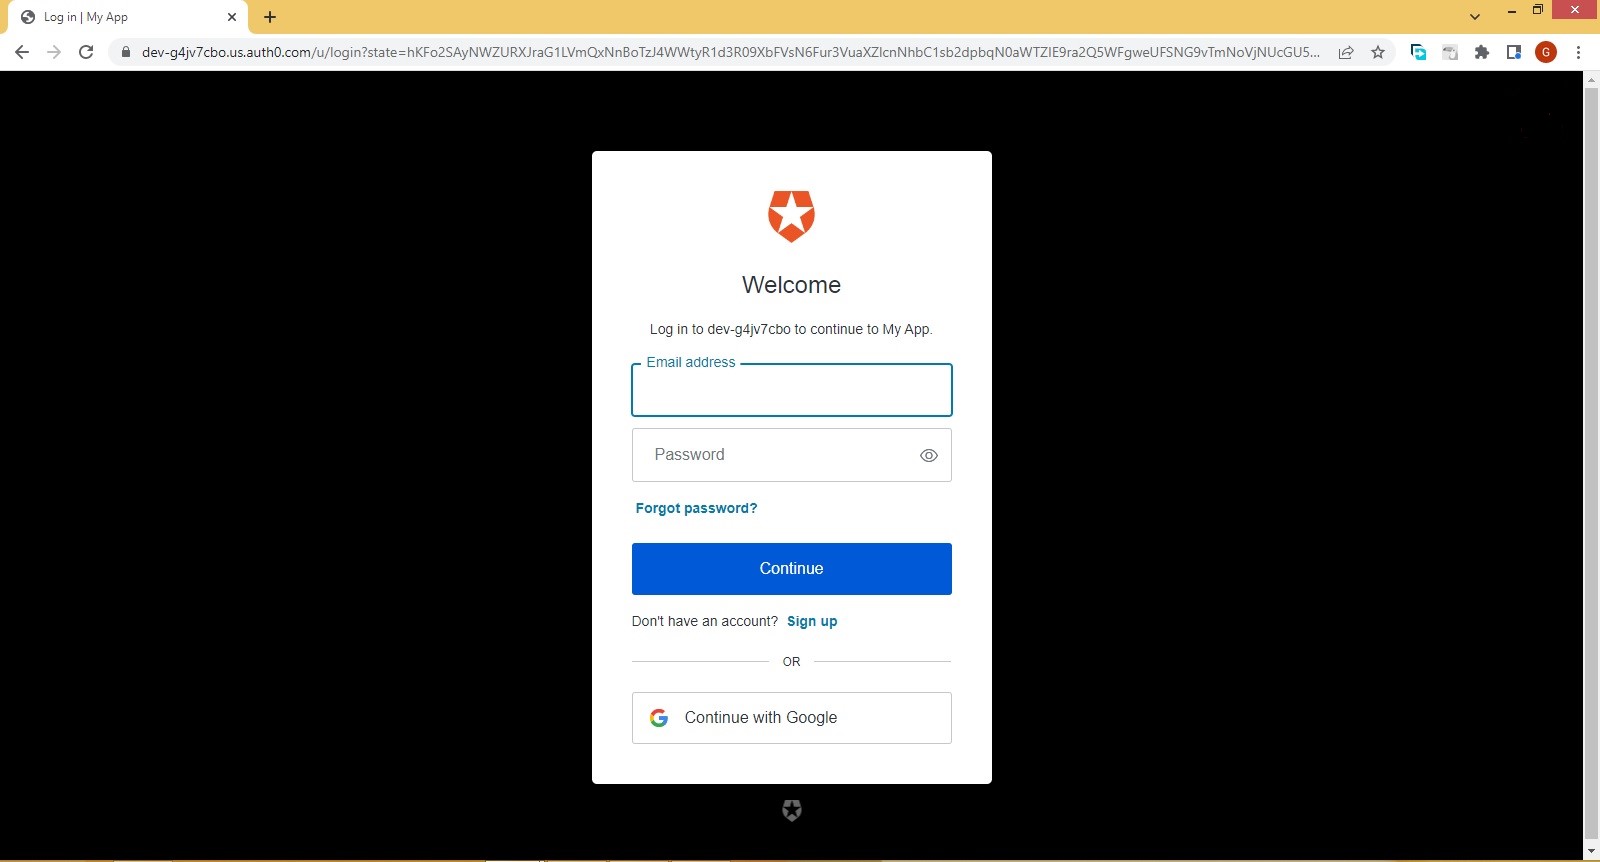 Log in | My App
dev-g4jv7cbo.us.auth0.com/u/login?state=hKFo2SAyNWZURXJraG1LVmQxNnBoTzJ4WWtyR1d3R09XbFVsN6Fur3VuaXZlcnNhbC1sb2dpbqN0aWTZIE9ra2Q5WFgweUFSNG9vTmNoVjNUcGU5...
G
Welcome
Log in to dev-g4jv7cbo to continue to My App.
Email address
Password
Forgot password?
Continue
Don't have an account? Sign up
OR
Continue with Google